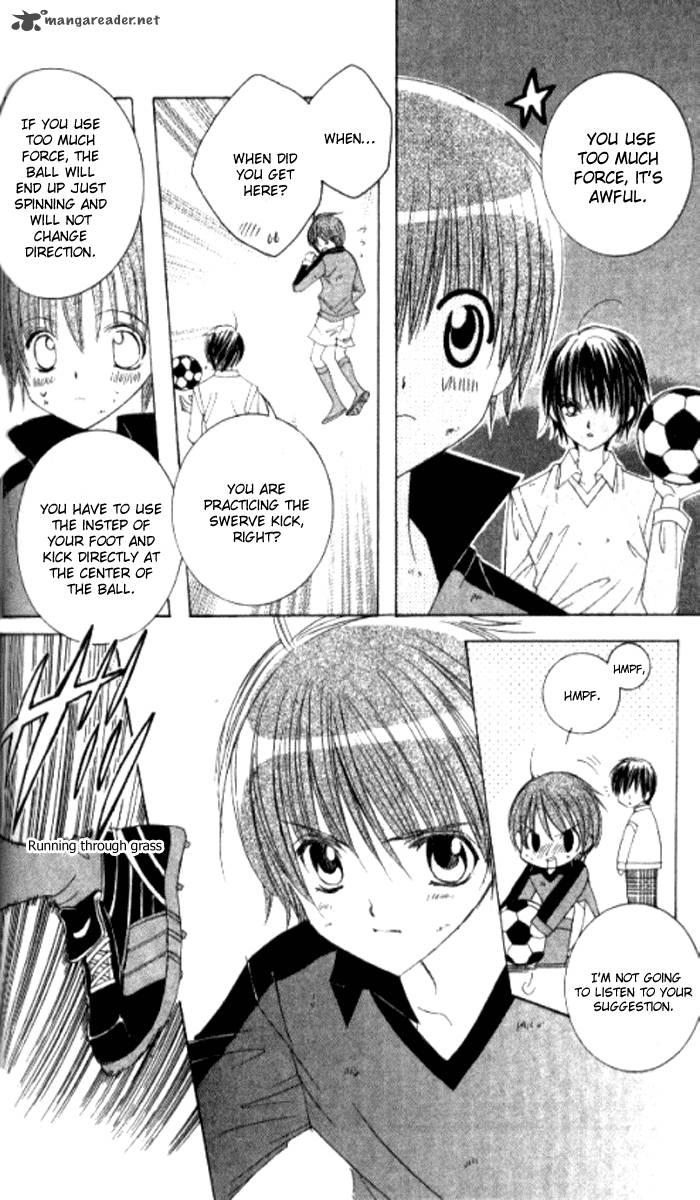 mangareader.net
YOU USE
TOO MUCH
FORCE, IT'S
AWFUL.
WHEN...
WHEN DID
YOU GET
HERE?
YOU ARE
PRACTICING THE
SWERVE KICK,
RIGHT?
IF YOU USE
TOO MUCH
FORCE, THE
BALL WILL
END UP JUST
SPINNING AND
WILL NOT
CHANGE
DIRECTION.
YOU HAVE TO USE
THE INSTEP OF
YOUR FOOT AND
KICK DIRECTLY AT
THE CENTER OF
THE BALL.
HMPF,
HMPF.
I'M NOT GOING
TO LISTEN TO YOUR
SUGGESTION.
Running through grass